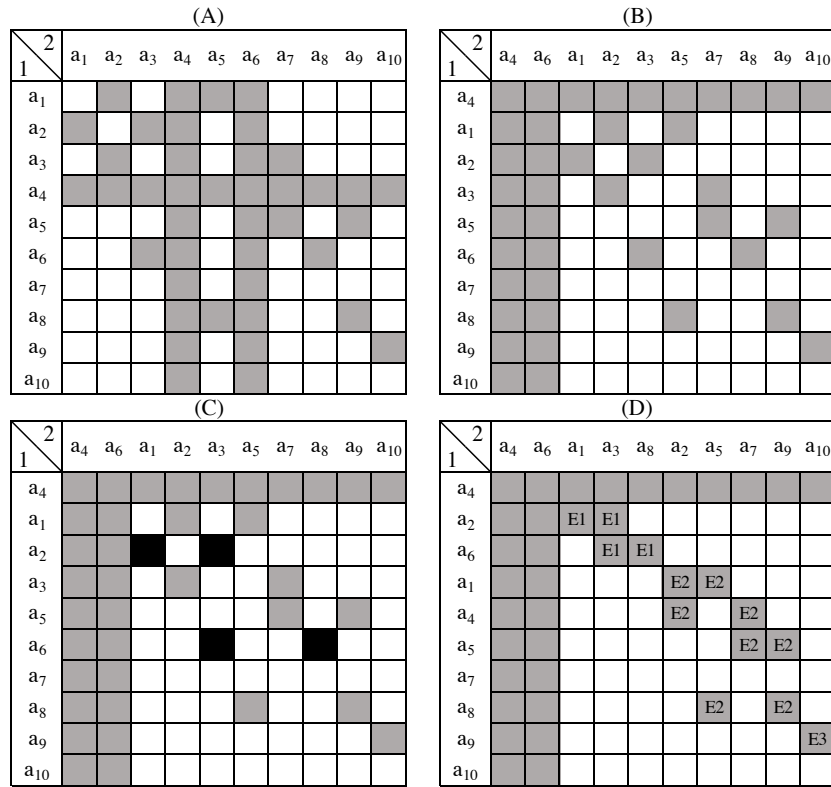 (A)
2
1
a1 a2 a3 a4 a5 a6 a7 a8 a9 a10
a1
a2
a3
a4
a5
a6
a7
a8
a9
a10
(B)
2
1
a4 a6 a1 a2 a3 a5 a7 a8 a9 a10
a4
a1
a2
a3
a5
a6
a7
a8
a9
a10
(C)
2
1
a4 a6 a1 a2 a3 a5 a7 a8 a9 a10
a4
a1
a2
a3
a5
a6
a7
a8
a9
a10
(D)
2
1
a4 a6 a1 a3 a8 a2 a5 a7 a9 a10
a4
a2 E1 E1
a6 E1 E1
a1 E2 E2
a4 E2 E2
a5 E2 E2
a7
a8 E2 E2
a9 E3
a10